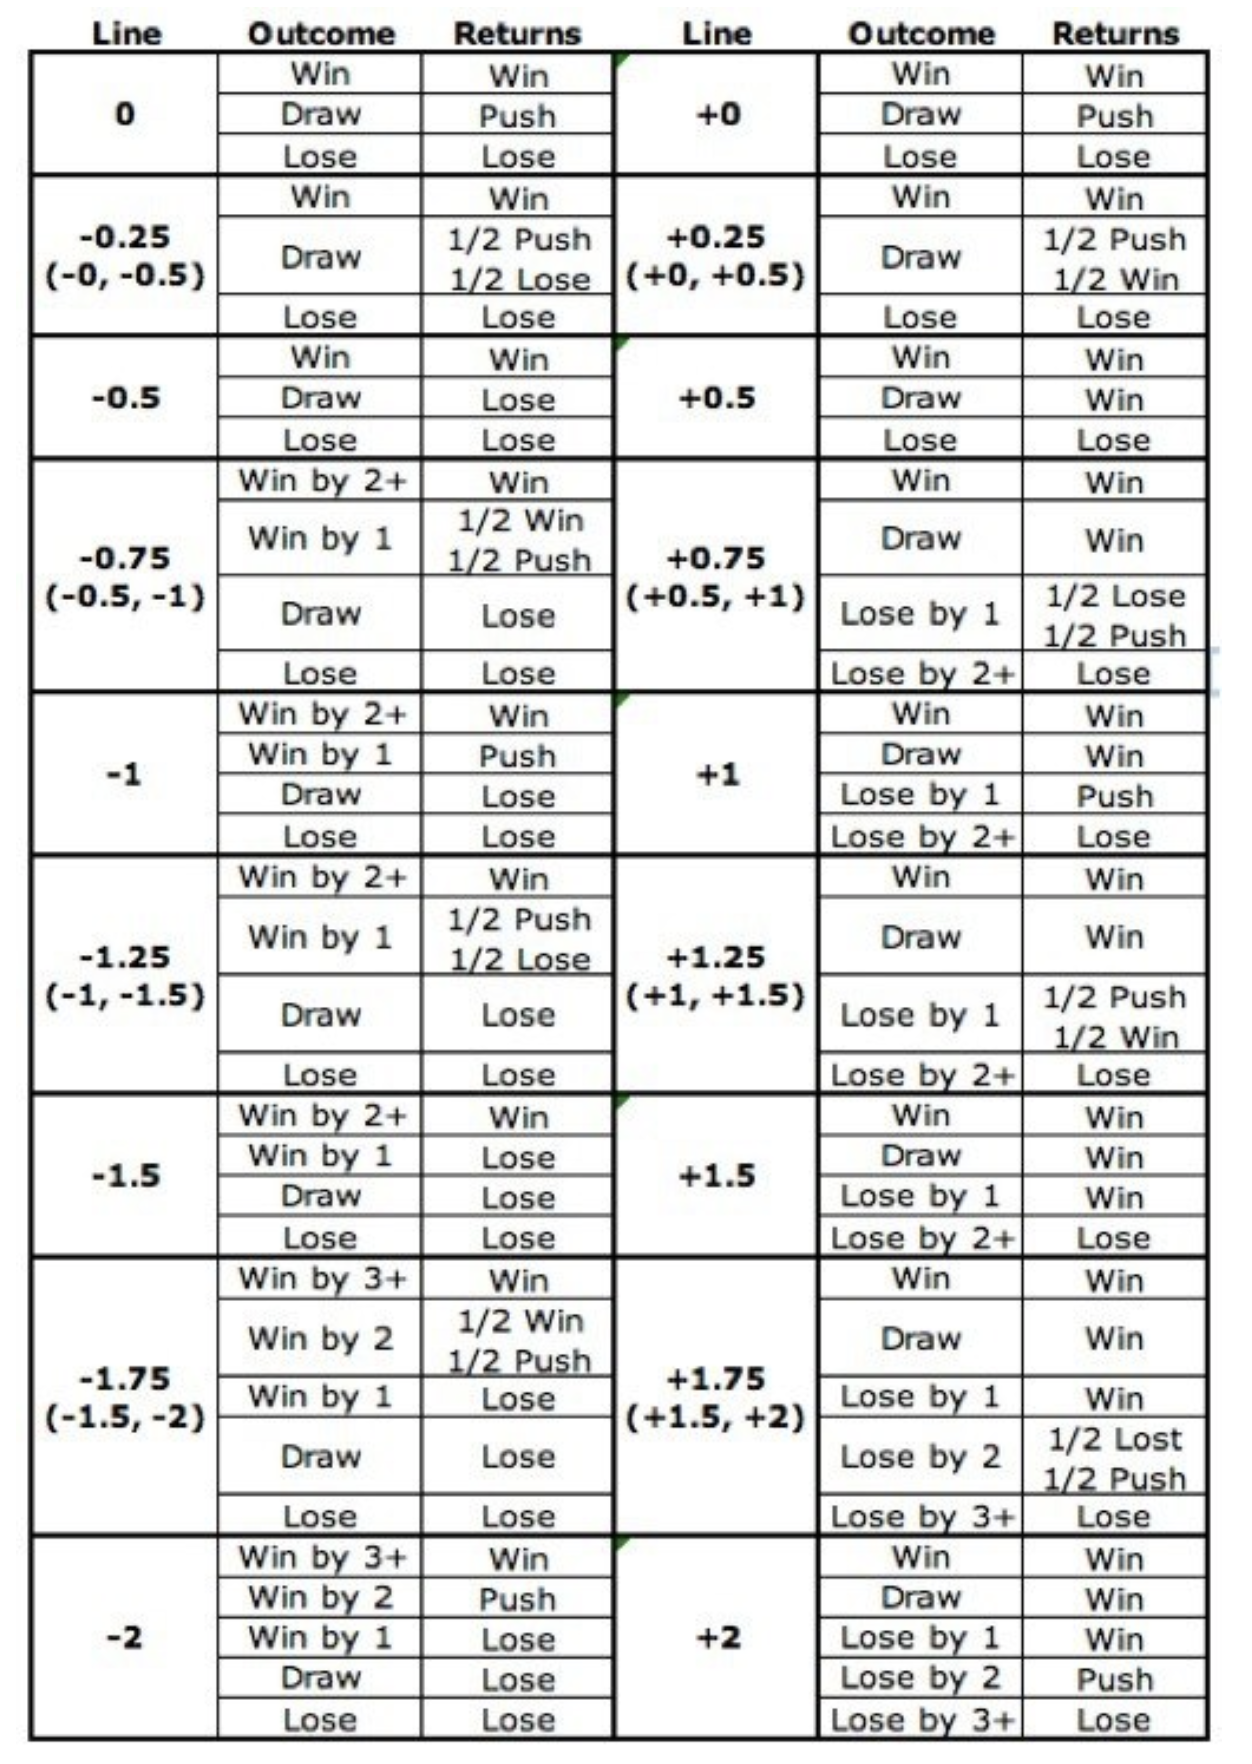 Line Outcome Returns Line Outcome Returns
0 Win Win +0 Win Win
Draw Push Draw Push
Lose Lose Lose Lose
-0.25 (-0, -0.5) Win Win +0.25 (+0, +0.5) Win Win
Draw 1/2 Push 1/2 Lose Draw 1/2 Push 1/2 Win
Lose Lose Lose Lose
-0.5 Win Win +0.5 Win Win
Draw Lose Draw Win
Lose Lose Lose Lose
-0.75 (-0.5, -1) Win by 2+ Win +0.75 (+0.5, +1) Win Win
Win by 1 1/2 Win 1/2 Push Draw Win
Draw Lose Lose by 1 1/2 Lose 1/2 Push
Lose Lose Lose by 2+ Lose
-1 Win by 2+ Win +1 Win Win
Win by 1 Push Draw Win
Draw Lose Lose by 1 Push
Lose Lose Lose by 2+ Lose
-1.25 (-1, -1.5) Win by 2+ Win +1.25 (+1, +1.5) Win Win
Win by 1 1/2 Push 1/2 Lose Draw Win
Draw Lose Lose by 1 1/2 Push 1/2 Win
Lose Lose Lose by 2+ Lose
-1.5 Win by 2+ Win +1.5 Win Win
Win by 1 Lose Draw Win
Draw Lose Lose by 1 Win
Lose Lose Lose by 2+ Lose
-1.75 (-1.5, -2) Win by 3+ Win +1.75 (+1.5, +2) Win Win
Win by 2 1/2 Win 1/2 Push Draw Win
Win by 1 Lose Lose by 1 Win
Draw Lose Lose by 2 1/2 Lost 1/2 Push
Lose Lose Lose by 3+ Lose
-2 Win by 3+ Win +2 Win Win
Win by 2 Push Draw Win
Win by 1 Lose Lose by 1 Win
Draw Lose Lose by 2 Push
Lose Lose Lose by 3+ Lose